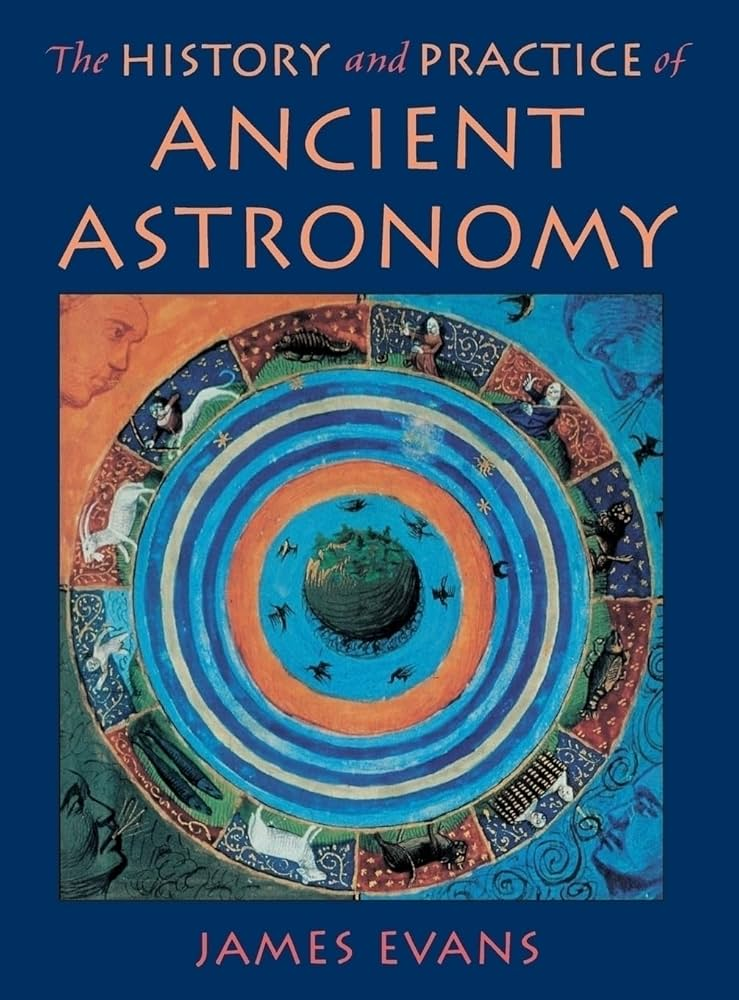 The HISTORY and PRACTICE of
ANCIENT
ASTRONOMY
JAMES EVANS